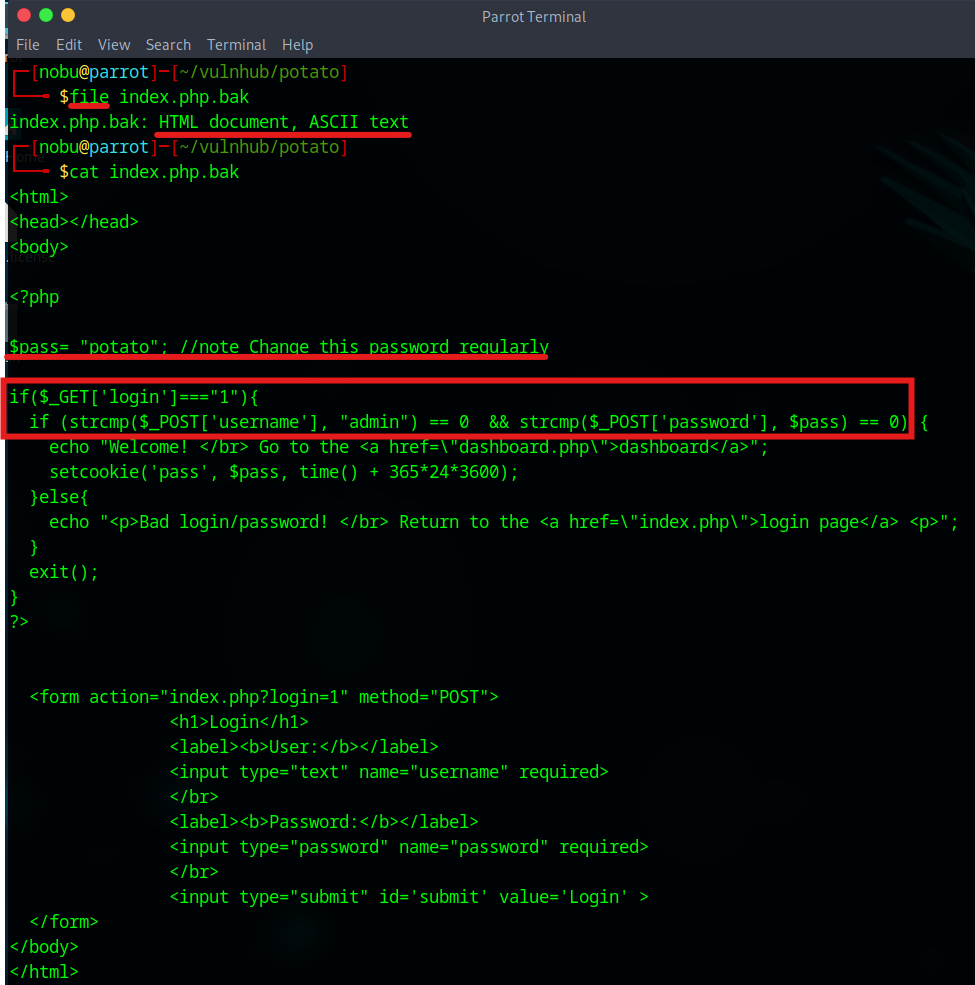 Parrot Terminal
File Edit View Search Terminal Help
[nobu@parrot]─[~/vulnhub/potato]
$file index.php.bak
index.php.bak: HTML document, ASCII text
[nobu@parrot]─[~/vulnhub/potato]
$cat index.php.bak
<html>
<head></head>
<body>
<?php
$pass= "potato"; //note Change this password regularly
if($_GET['login']==="1"){
if (strcmp($_POST['username'], "admin") == 0  && strcmp($_POST['password'], $pass) == 0) {
echo "Welcome! </br> Go to the <a href=\"dashboard.php\">dashboard</a>";
setcookie('pass', $pass, time() + 365*24*3600);
}else{
echo "<p>Bad login/password! </br> Return to the <a href=\"index.php\">login page</a> <p>";
}
exit();
}
?>
<form action="index.php?login=1" method="POST">
<h1>Login</h1>
<label><b>User:</b></label>
<input type="text" name="username" required>
</br>
<label><b>Password:</b></label>
<input type="password" name="password" required>
</br>
<input type="submit" id='submit' value='Login' >
</form>
</body>
</html>